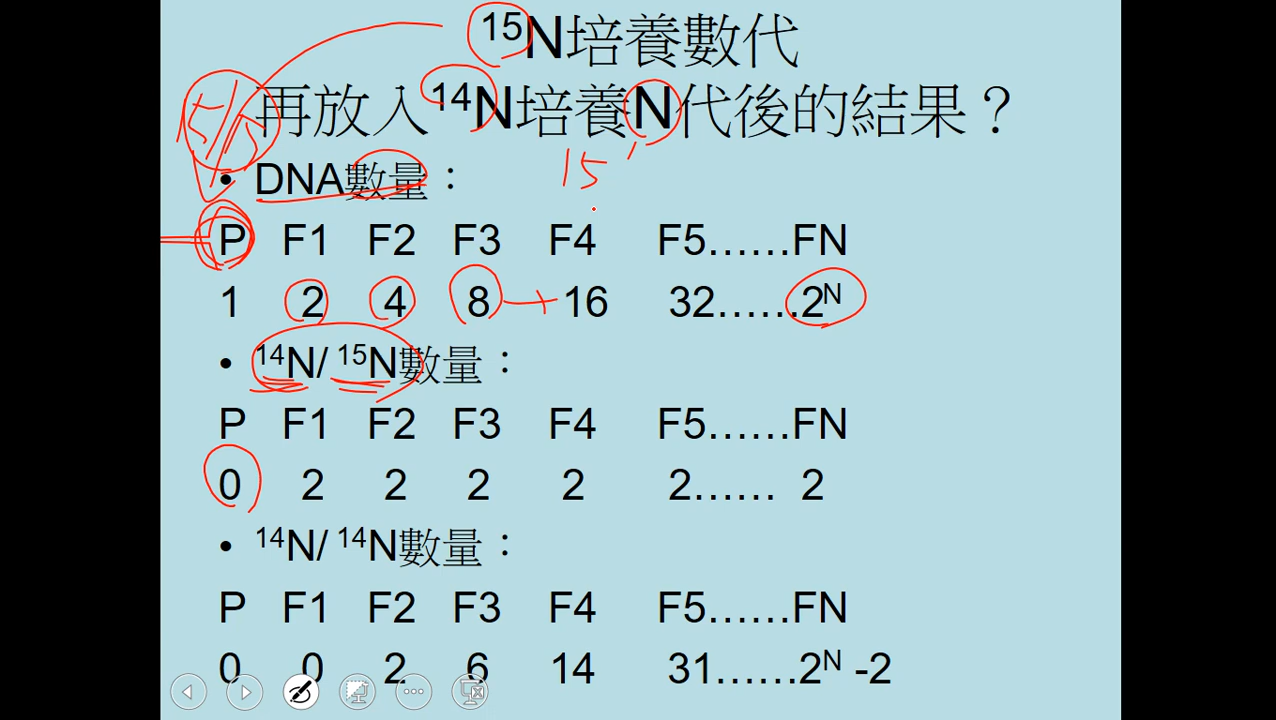 ¹⁵N培養數代
再放入¹⁴N培養N代後的結果？
15/15
• DNA數量：
15
P F1 F2 F3 F4 F5……FN
1 2 4 8 16 32…….2ᴺ
• ¹⁴N/ ¹⁵N數量：
P F1 F2 F3 F4 F5……FN
0 2 2 2 2 2…… 2
• ¹⁴N/ ¹⁴N數量：
P F1 F2 F3 F4 F5……FN
0 0 2 6 14 31……2ᴺ -2